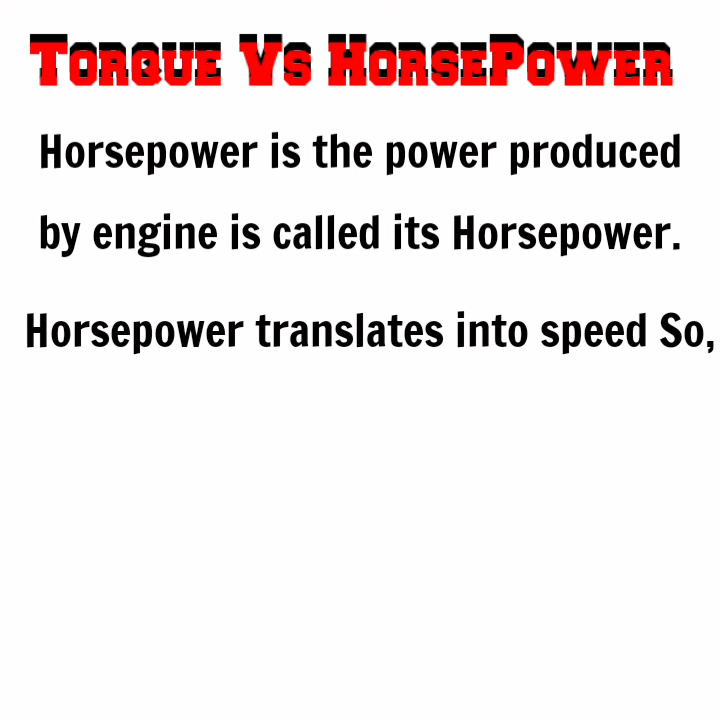 Torque Vs HorsePower
Horsepower is the power produced
by engine is called its Horsepower.
Horsepower translates into speed So,